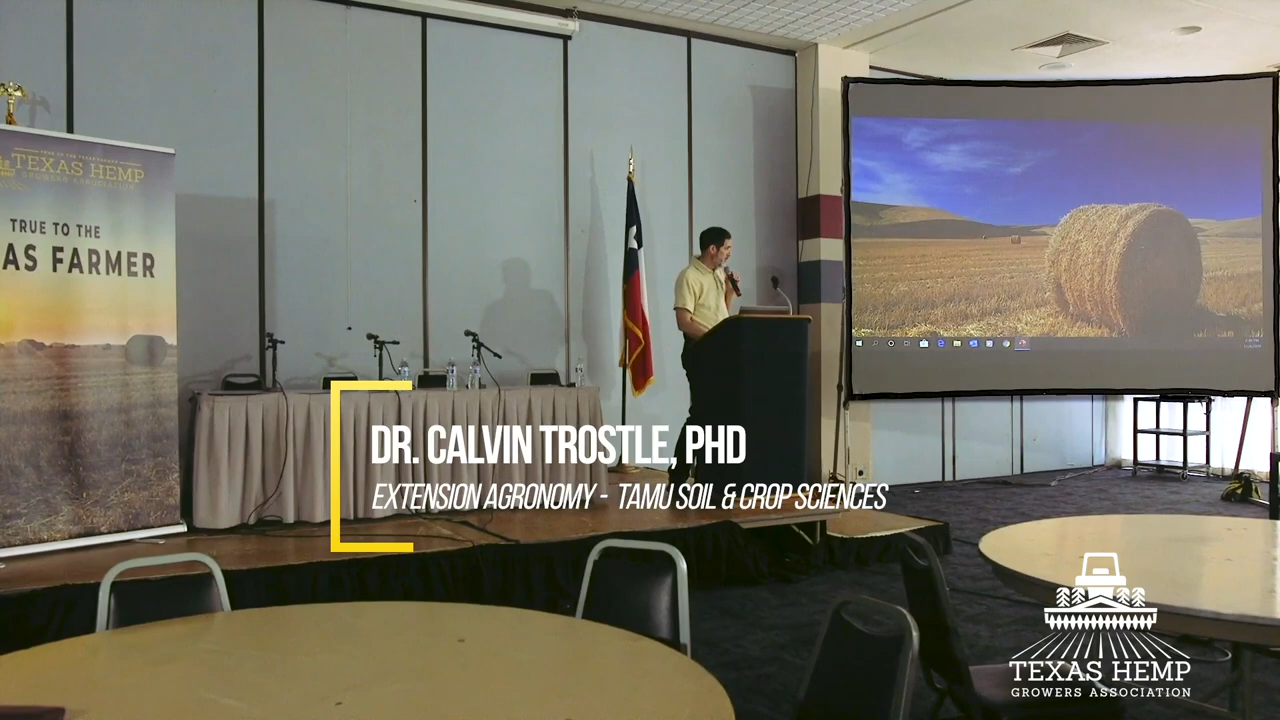 TEXAS HEMP
GROWERS ASSOCIATION
TRUE TO THE
AS FARMER
DR. CALVIN TROSTLE, PHD
EXTENSION AGRONOMY - TAMU SOIL & CROP SCIENCES
TEXAS HEMP
GROWERS ASSOCIATION